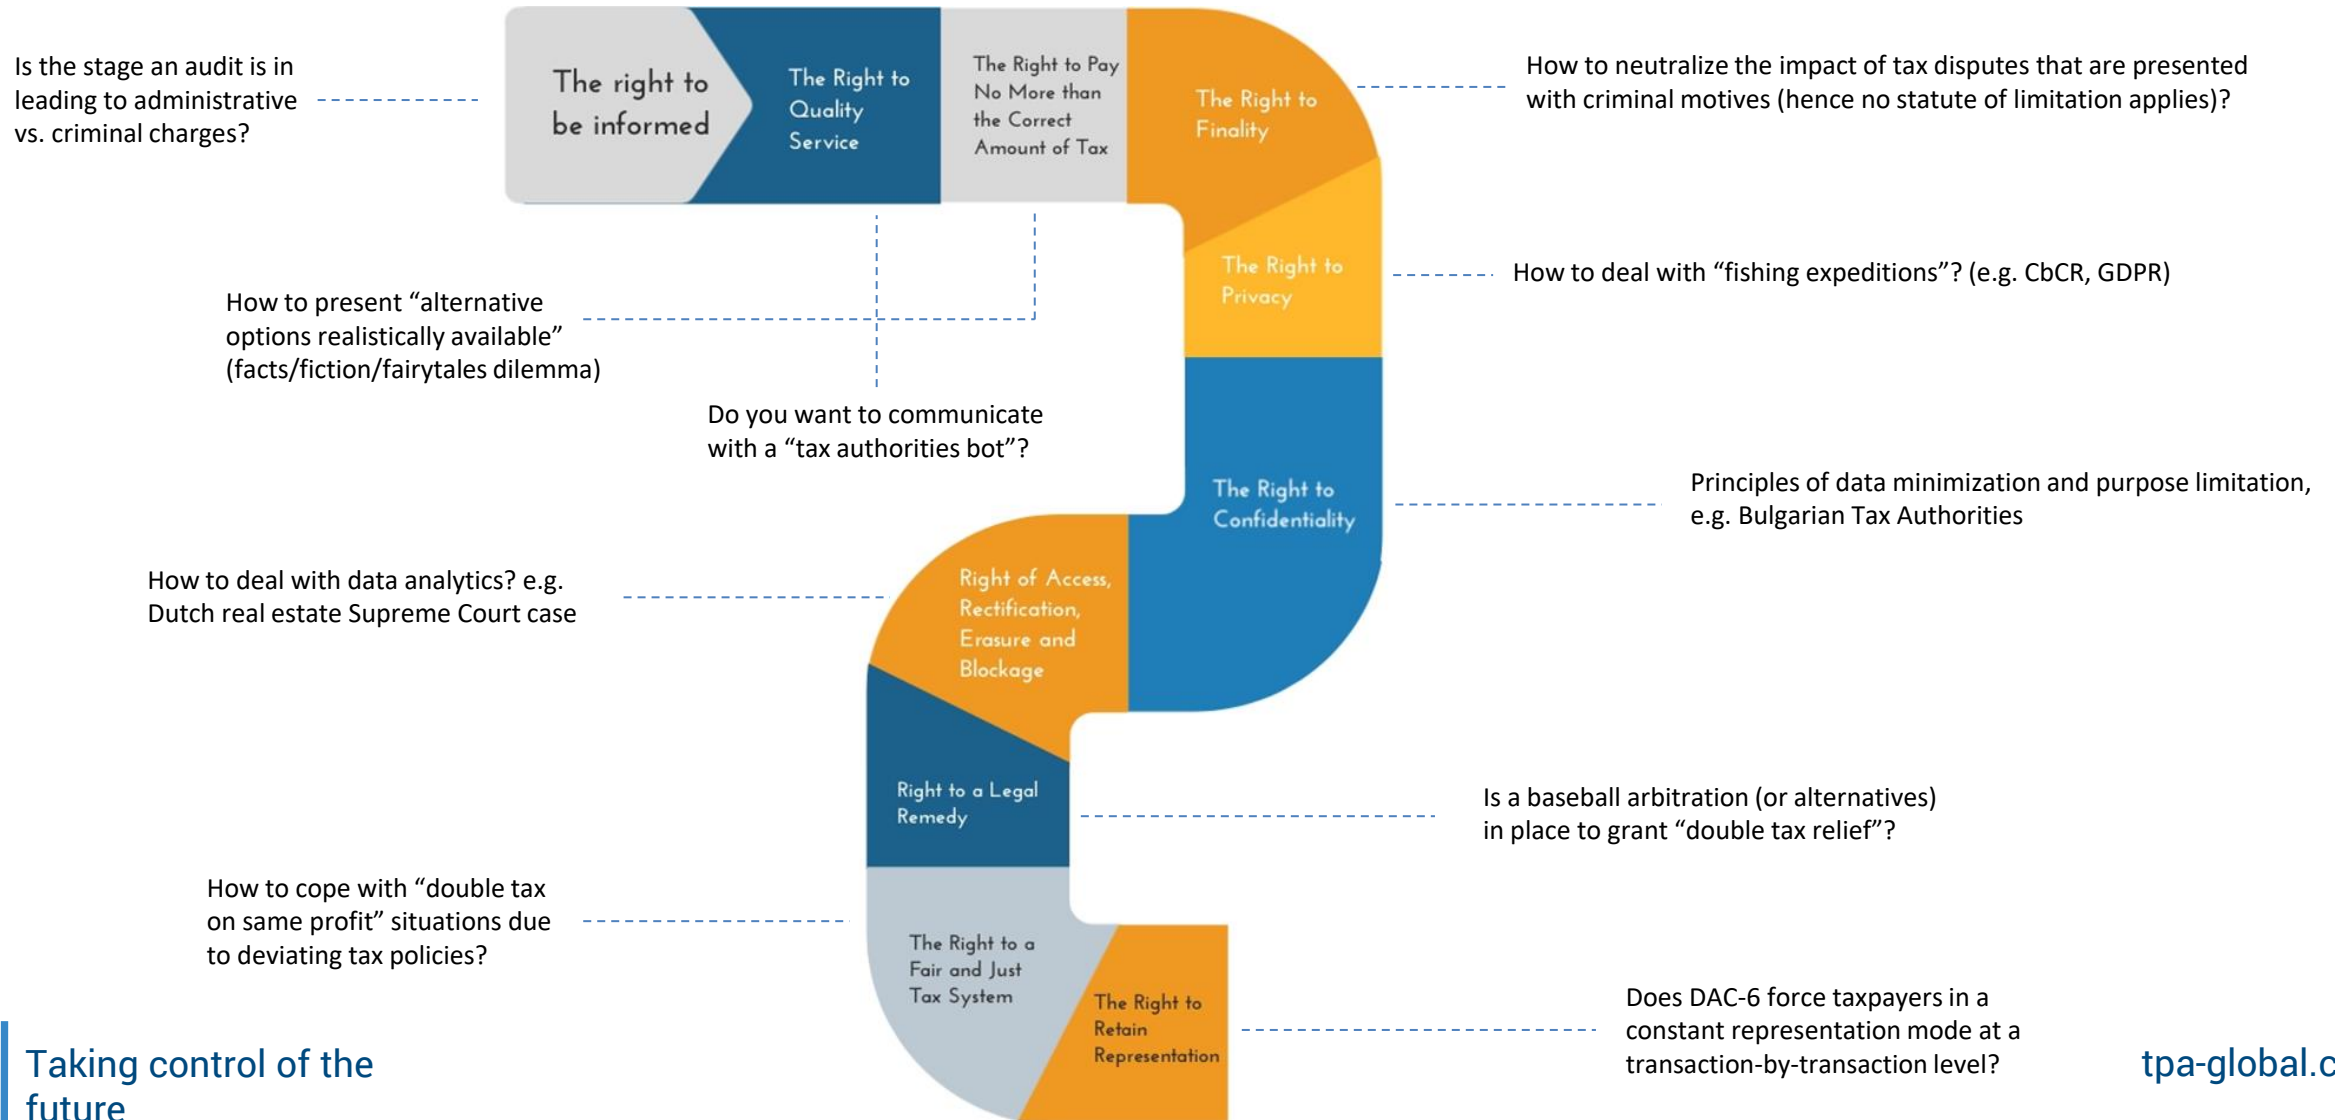 Is the stage an audit is in
leading to administrative
vs. criminal charges?
The right to
be informed
The Right to
Quality
Service
The Right to Pay
No More than
the Correct
Amount of Tax
The Right to
Finality
How to neutralize the impact of tax disputes that are presented
with criminal motives (hence no statute of limitation applies)?
The Right to
Privacy
How to deal with “fishing expeditions”? (e.g. CbCR, GDPR)
How to present “alternative
options realistically available”
(facts/fiction/fairytales dilemma)
Do you want to communicate
with a “tax authorities bot”?
The Right to
Confidentiality
Principles of data minimization and purpose limitation,
e.g. Bulgarian Tax Authorities
How to deal with data analytics? e.g.
Dutch real estate Supreme Court case
Right of Access,
Rectification,
Erasure and
Blockage
Right to a Legal
Remedy
Is a baseball arbitration (or alternatives)
in place to grant “double tax relief”?
How to cope with “double tax
on same profit” situations due
to deviating tax policies?
The Right to a
Fair and Just
Tax System
The Right to
Retain
Representation
Does DAC-6 force taxpayers in a
constant representation mode at a
transaction-by-transaction level?
Taking control of the
future
tpa-global.c